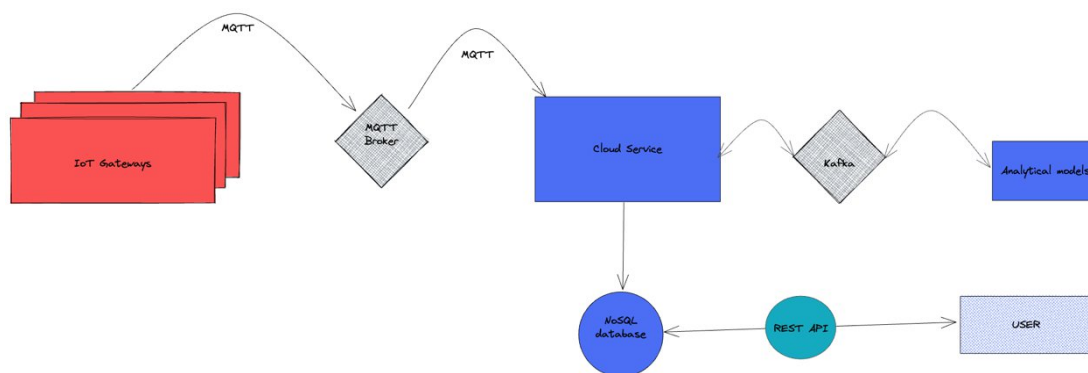 MQTT
MQTT
IoT Gateways
MQTT
Broker
Cloud Service
Kafka
Analytical models
NoSQL
database
REST API
USER